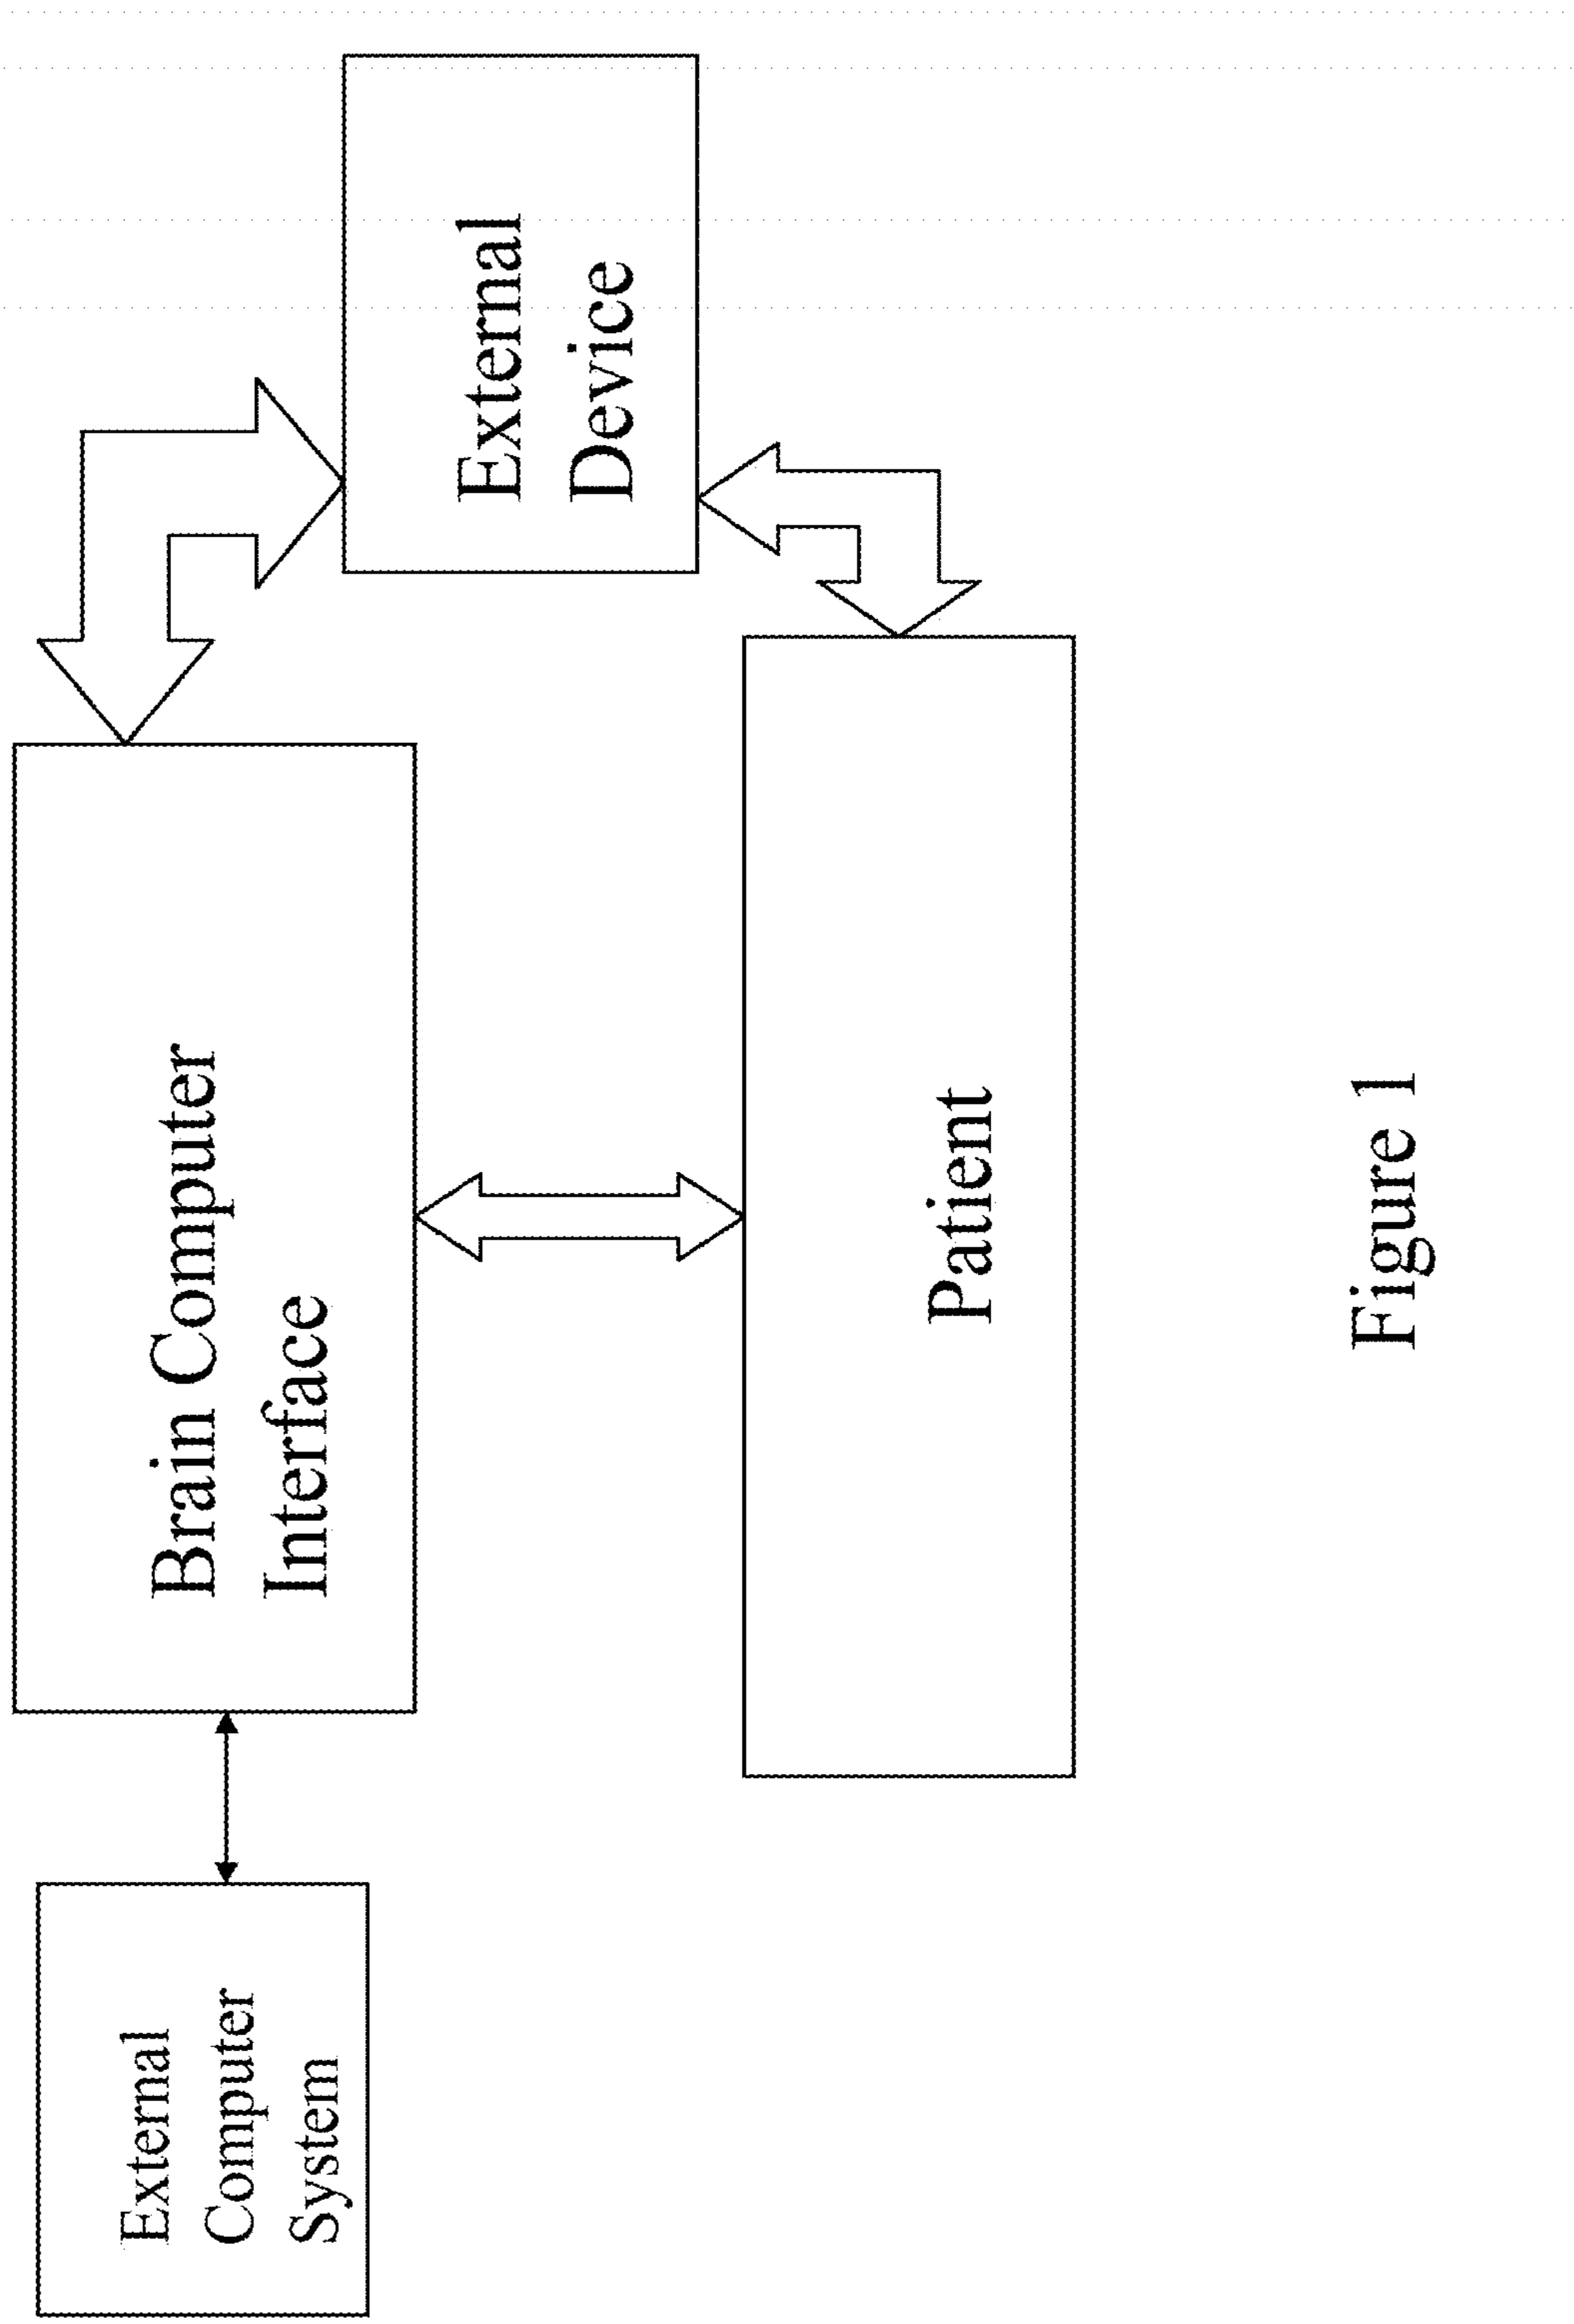 External
Computer
System
Brain Computer
Interface
External
Device
Patient
Figure 1